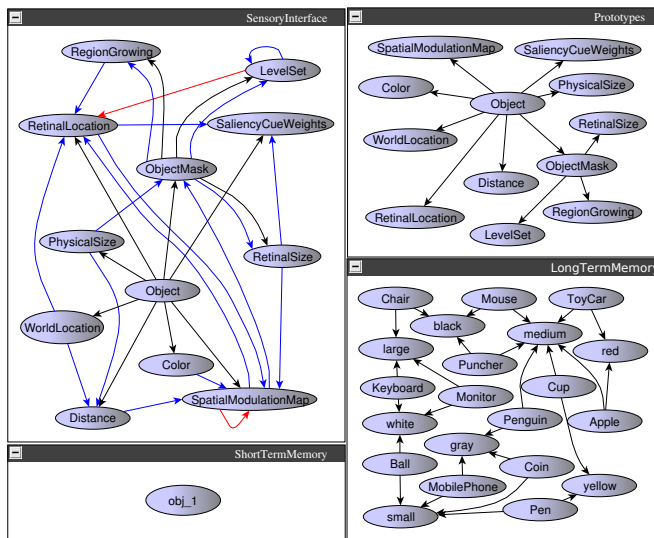 SensoryInterface
RegionGrowing
LevelSet
RetinalLocation
SaliencyCueWeights
ObjectMask
PhysicalSize
RetinalSize
Object
WorldLocation
Color
SpatialModulationMap
Distance
ShortTermMemory
obj_1
Prototypes
SpatialModulationMap
SaliencyCueWeights
Color
PhysicalSize
Object
RetinalSize
WorldLocation
ObjectMask
Distance
RetinalLocation
RegionGrowing
LevelSet
LongTermMemory
Chair
Mouse
ToyCar
black
medium
large
red
Puncher
Keyboard
Cup
Monitor
white
Penguin
Apple
gray
Ball
Coin
MobilePhone
yellow
Pen
small